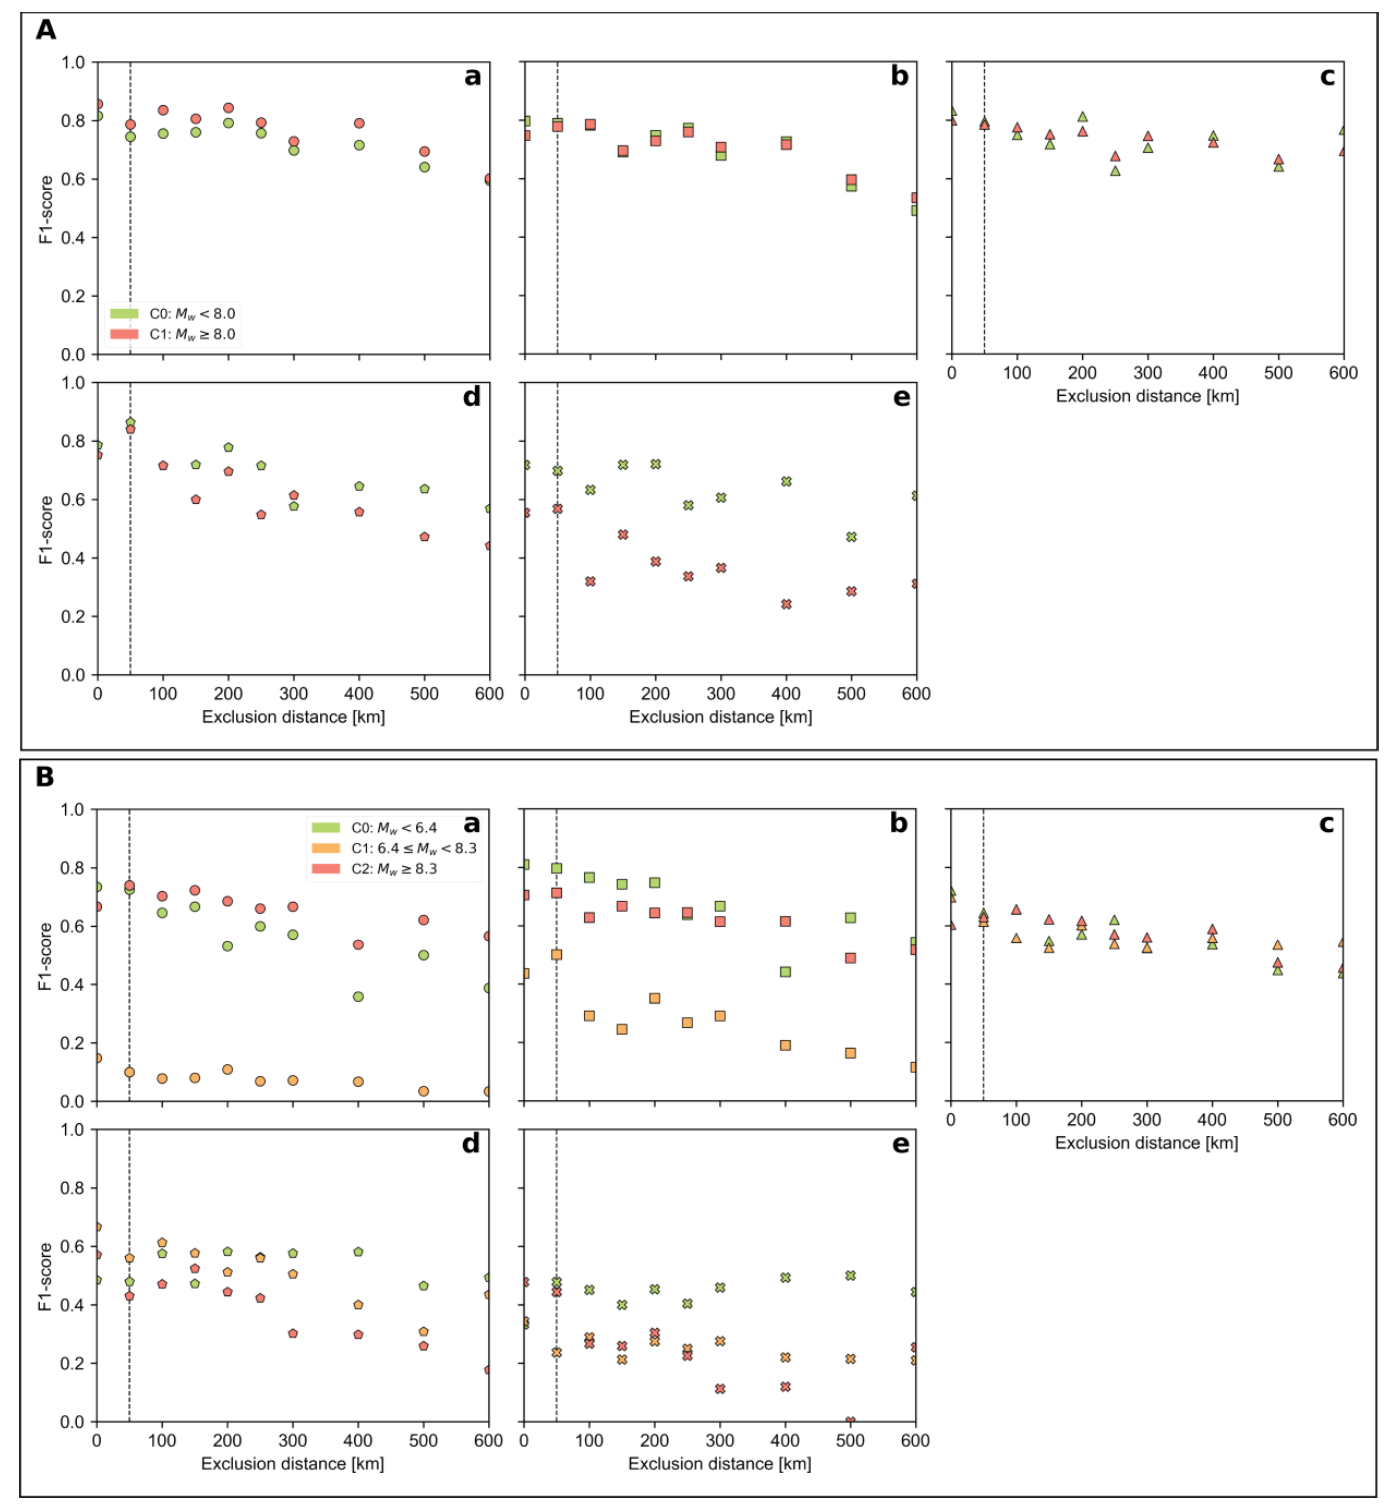 A
1.0
0.8
0.6
0.4
0.2
0.0
F1-score
a
C0: Mw < 8.0
C1: Mw ≥ 8.0
b
c
0 100 200 300 400 500 600
Exclusion distance [km]
1.0
0.8
0.6
0.4
0.2
0.0
F1-score
d
0 100 200 300 400 500 600
Exclusion distance [km]
e
0 100 200 300 400 500 600
Exclusion distance [km]
B
1.0
0.8
0.6
0.4
0.2
0.0
F1-score
a
C0: Mw < 6.4
C1: 6.4 ≤ Mw < 8.3
C2: Mw ≥ 8.3
b
c
0 100 200 300 400 500 600
Exclusion distance [km]
1.0
0.8
0.6
0.4
0.2
0.0
F1-score
d
0 100 200 300 400 500 600
Exclusion distance [km]
e
0 100 200 300 400 500 600
Exclusion distance [km]